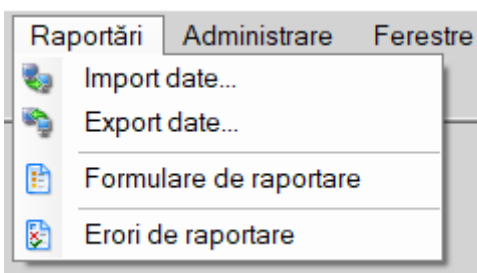 Raportări Administrare Ferestre
Import date...
Export date...
Formulare de raportare
Erori de raportare